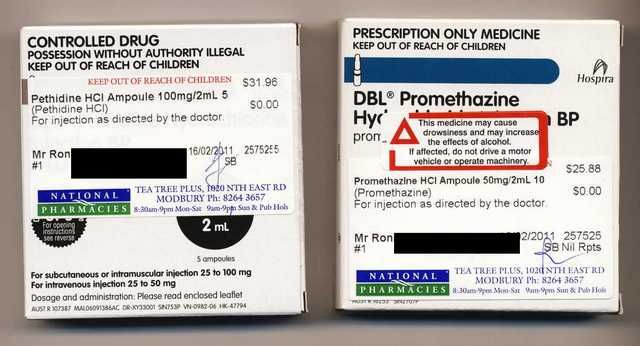 CONTROLLED DRUG
POSSESSION WITHOUT AUTHORITY ILLEGAL
KEEP OUT OF REACH OF CHILDREN
KEEP OUT OF REACH OF CHILDREN
$31.96
Pethidine HCl Ampoule 100mg/2mL 5
(Pethidine HCl)
$0.00
For injection as directed by the doctor.
Mr Ron
16/02/2011
2575255
#1
SB
NATIONAL
PHARMACIES
TEA TREE PLUS, 1020 NTH EAST RD
MODBURY Ph: 8264 3657
8:30am-9pm Mon-Sat 9am-9pm Sun & Pub Hols
For opening
instructions
see reverse
2 mL
5 ampoules
For subcutaneous or intramuscular injection 25 to 100 mg
For intravenous injection 25 to 50 mg
Dosage and administration: Please read enclosed leaflet
PRESCRIPTION ONLY MEDICINE
KEEP OUT OF REACH OF CHILDREN
Hospira
DBL® Promethazine
BP
This medicine may cause
drowsiness and may increase
the effects of alcohol.
If affected, do not drive a motor
vehicle or operate machinery.
$25.88
Promethazine HCl Ampoule 50mg/2mL 10
(Promethazine)
$0.00
For injection as directed by the doctor.
Mr Ron
/2011
257525
#1
SB Nil Rpts
NATIONAL
PHARMACIES
TEA TREE PLUS, 1020 NTH EAST RD
MODBURY Ph: 8264 3657
8:30am-9pm Mon-Sat 9am-9pm Sun & Pub Hols